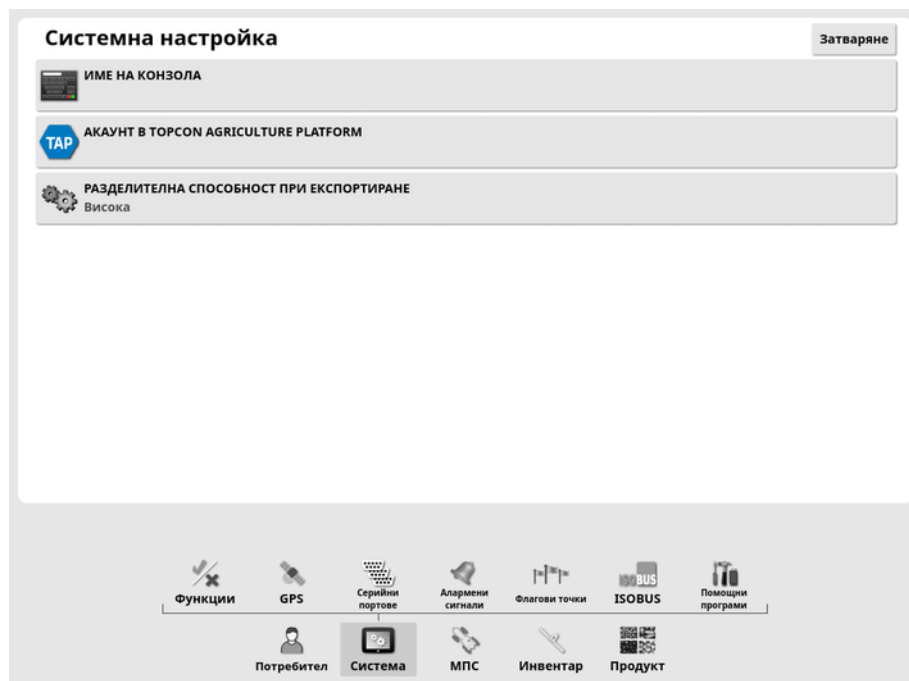 Системна настройка
Затваряне
ИМЕ НА КОНЗОЛА
TAP
АКАУНТ В TOPCON AGRICULTURE PLATFORM
РАЗДЕЛИТЕЛНА СПОСОБНОСТ ПРИ ЕКСПОРТИРАНЕ
Висока
Функции
GPS
Серийни
портове
Алармени
сигнали
Флагови точки
ISOBUS
ISOBUS
Помощни
програми
Потребител
Система
МПС
Инвентар
Продукт